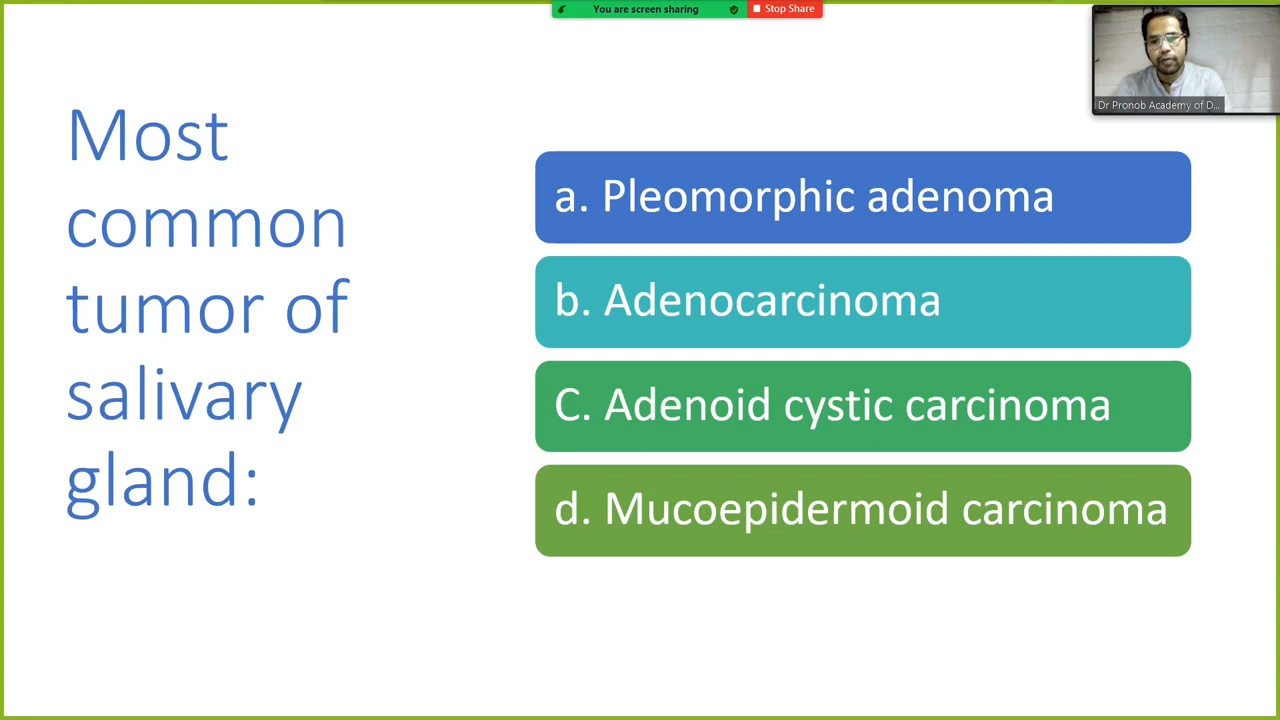 You are screen sharing
Stop Share
Dr Pronob Academy of D...
Most
common
tumor of
salivary
gland:
a. Pleomorphic adenoma
b. Adenocarcinoma
C. Adenoid cystic carcinoma
d. Mucoepidermoid carcinoma